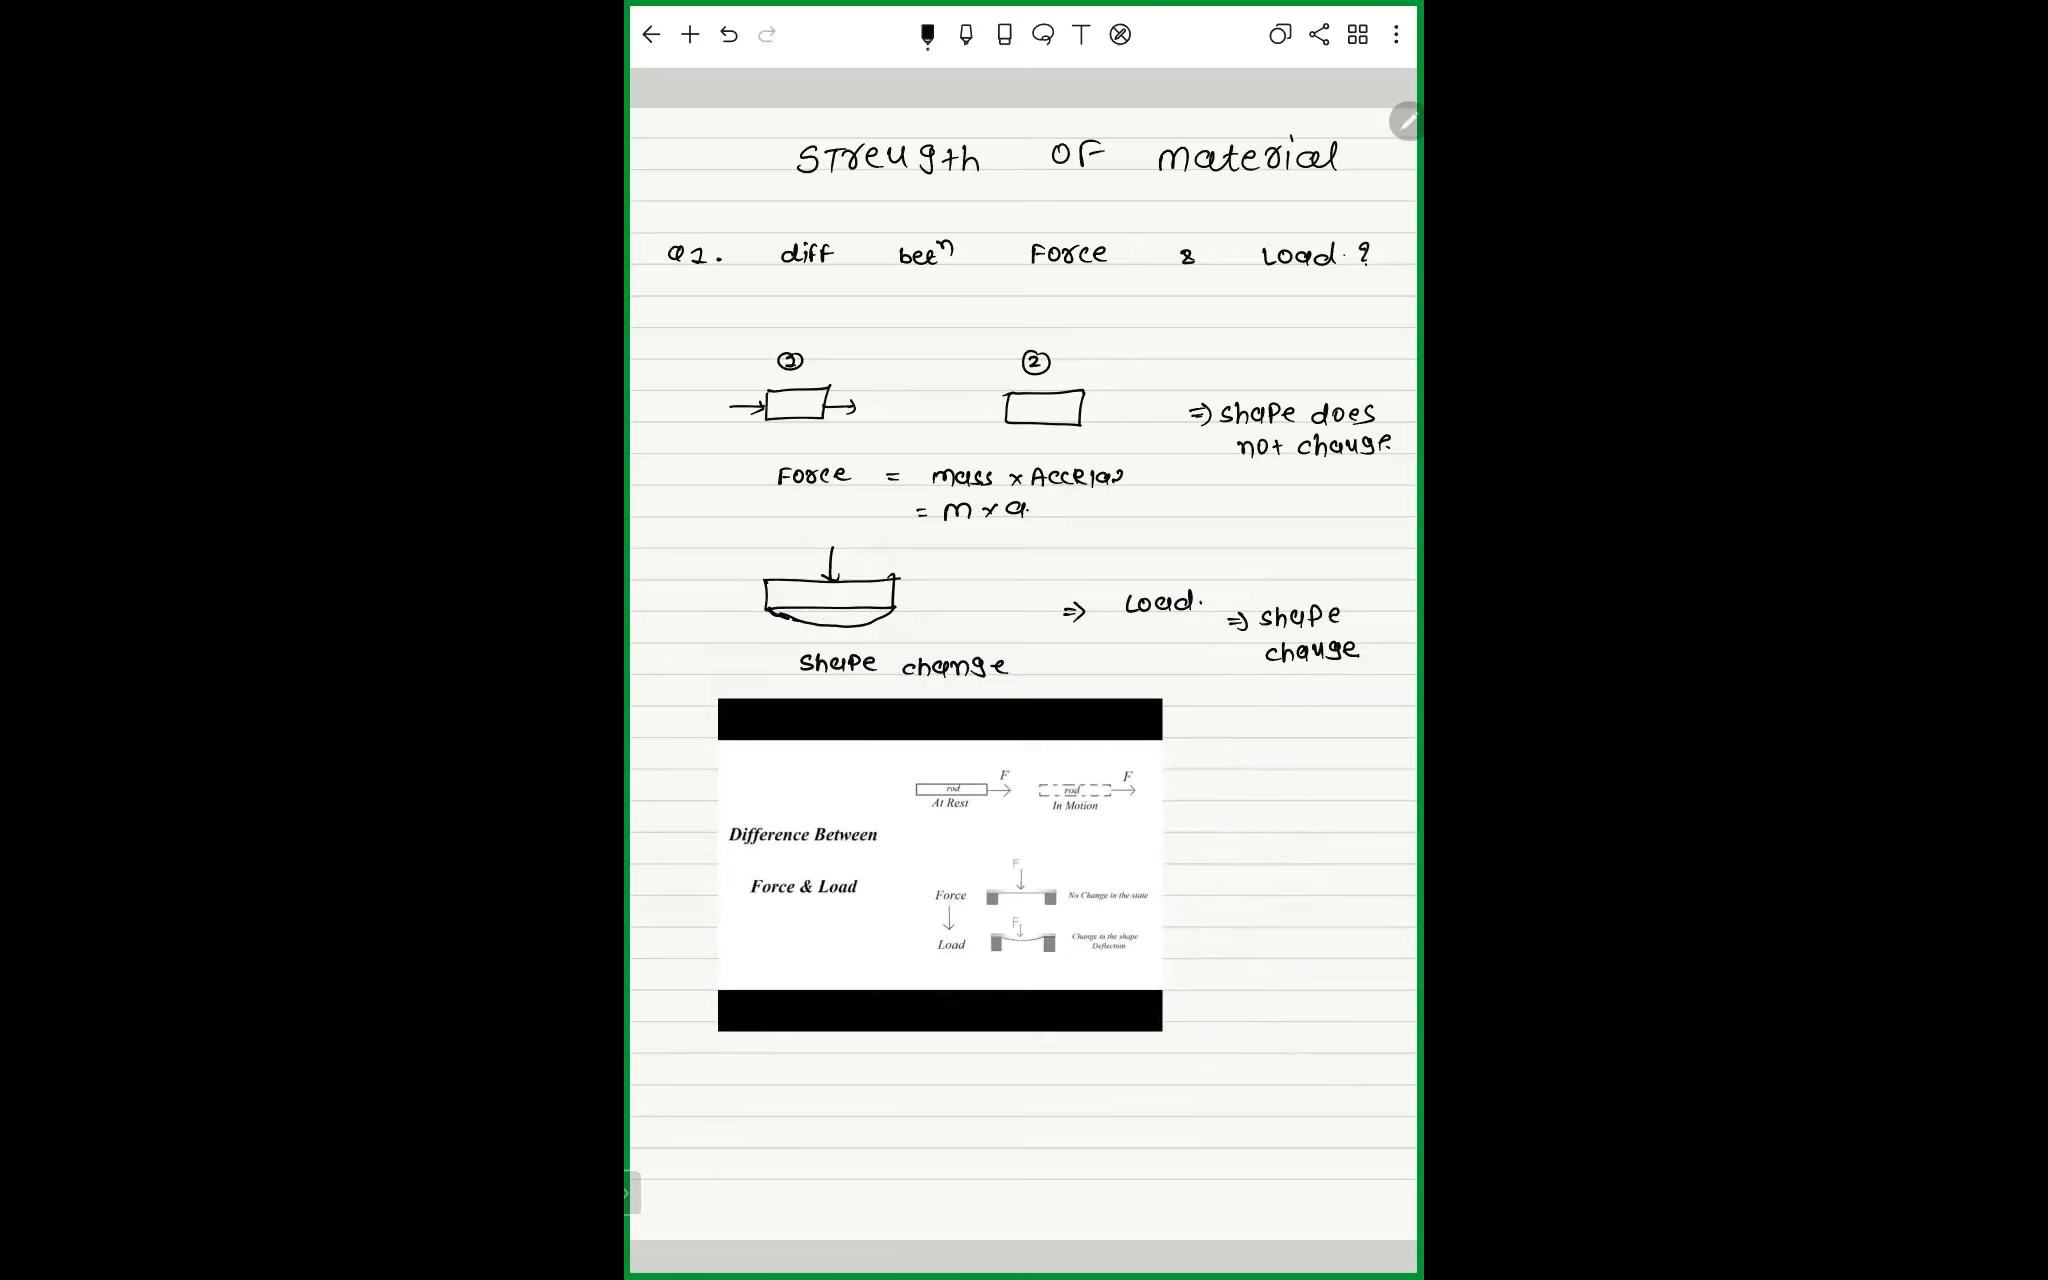 Strength OF material
Q1. diff bee^n Force & Load ?
①
②
⇒ shape does
not change
Force = mass ×
= m × a.
⇒ Load.
⇒ shape
change
shape change
F
rod
At Rest
F
rod
In Motion
Difference Between
Force & Load
F
Force
No Change in the state
F
Load
Change in the shape
Deflection